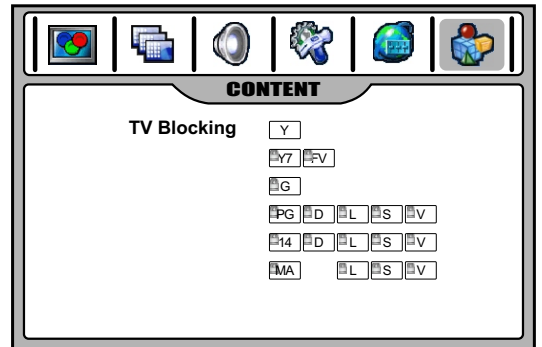 CONTENT
TV Blocking Y
Y7 FV
G
PG D L S V
14 D L S V
MA L S V